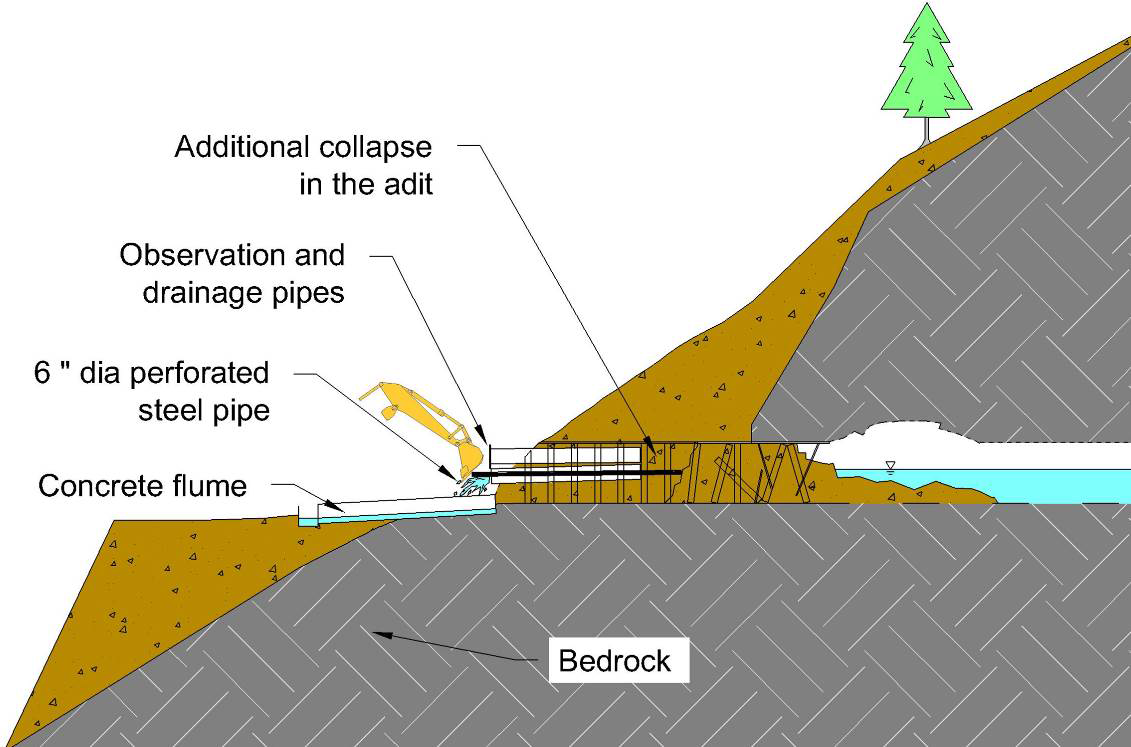 Additional collapse
in the adit
Observation and
drainage pipes
6 " dia perforated
steel pipe
Concrete flume
Bedrock